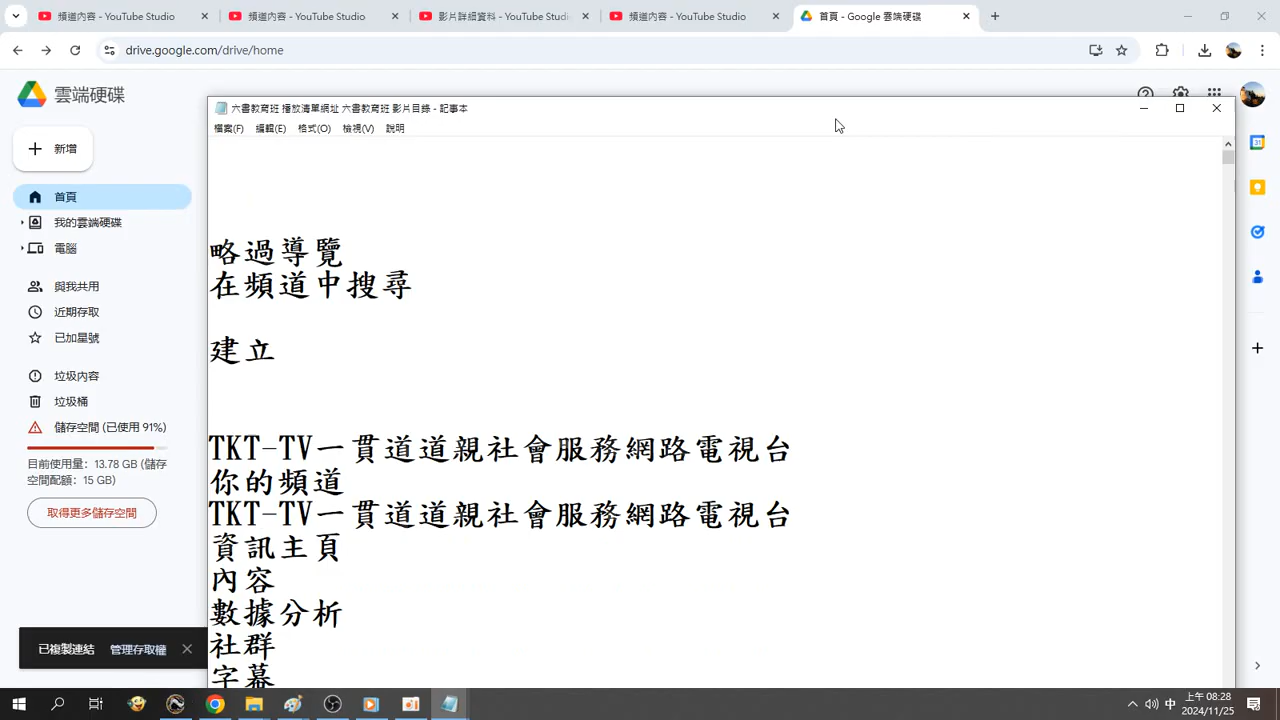 頻道內容 - YouTube Studio
頻道內容 - YouTube Studio
影片詳細資料 - YouTube Studio
頻道內容 - YouTube Studio
首頁 - Google 雲端硬碟
drive.google.com/drive/home
雲端硬碟
六書教育班 播放清單網址 六書教育班 影片目錄 - 記事本
檔案(F) 編輯(E) 格式(O) 檢視(V) 說明
新增
首頁
我的雲端硬碟
電腦
與我共用
近期存取
已加星號
垃圾內容
垃圾桶
儲存空間 (已使用 91%)
目前使用量：13.78 GB (儲存
空間配額：15 GB)
取得更多儲存空間
已複製連結 管理存取權
略過導覽
在頻道中搜尋
建立
TKT-TV一貫道道親社會服務網路電視台
你的頻道
TKT-TV一貫道道親社會服務網路電視台
資訊主頁
內容
數據分析
社群
字幕
31
中
上午 08:28
2024/11/25